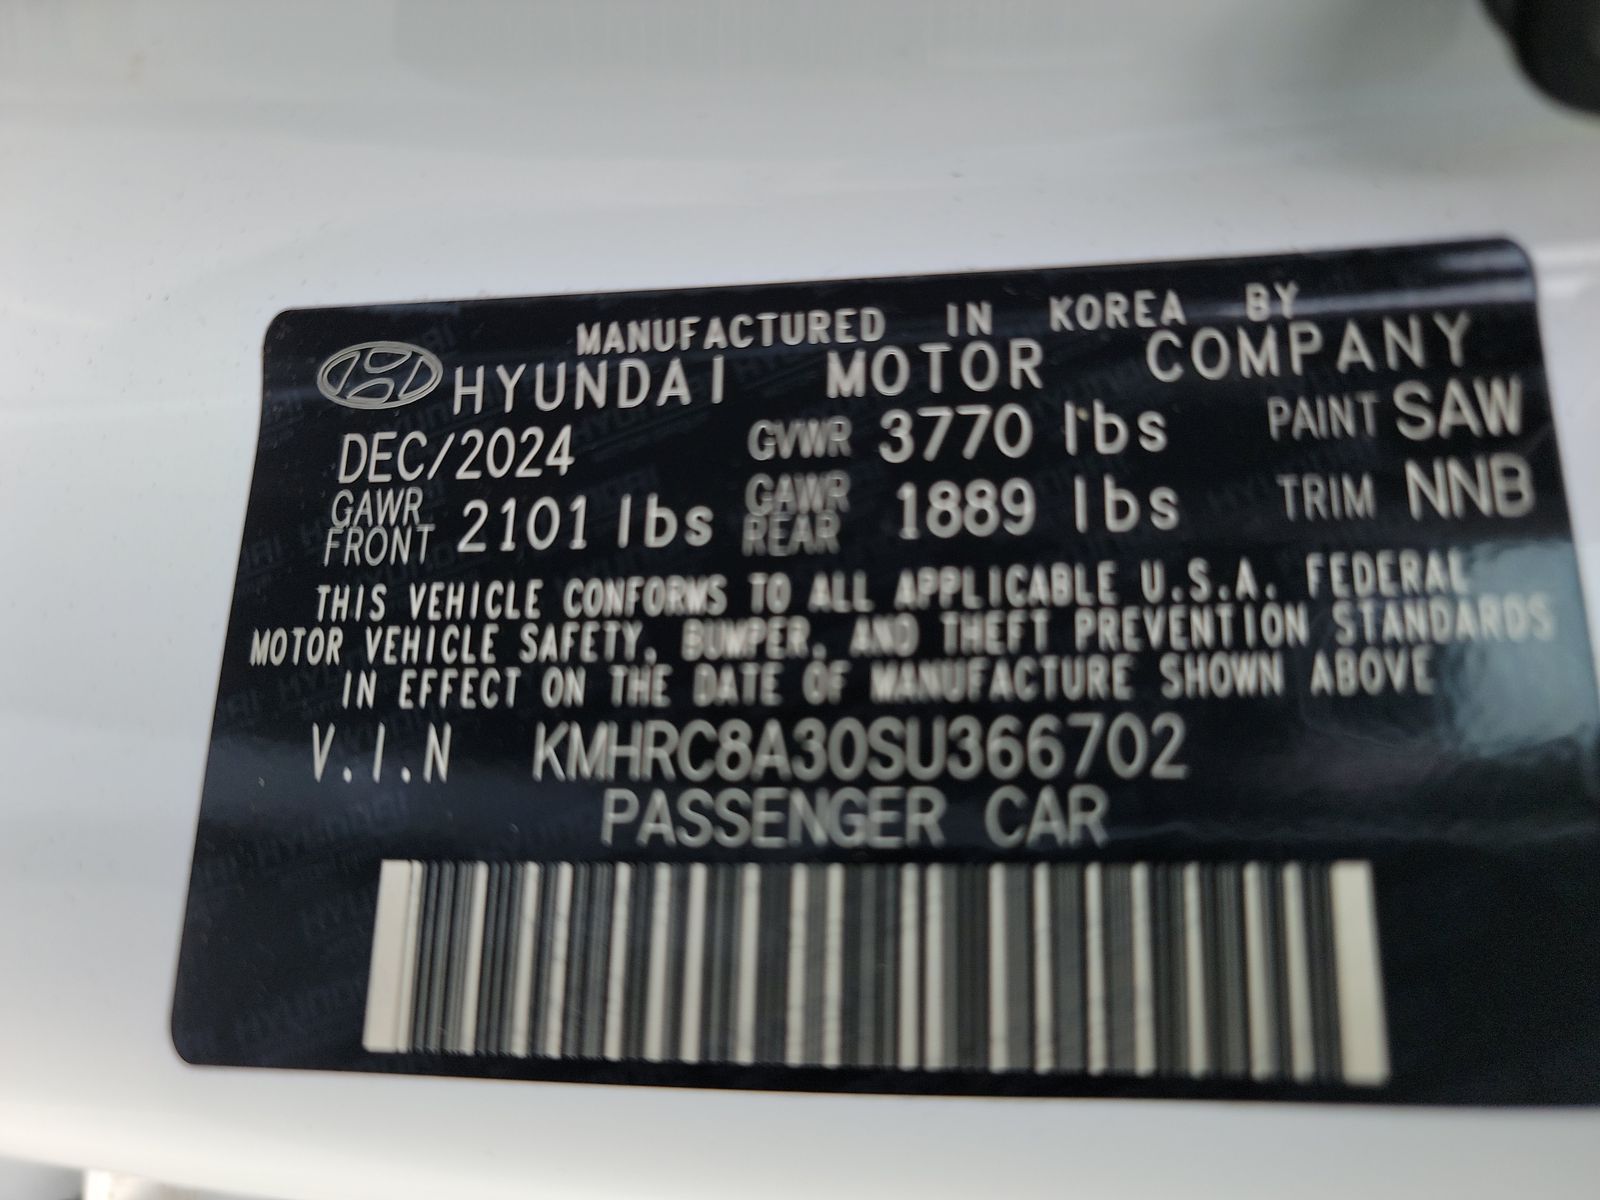 MANUFACTURED IN KOREA BY
HYUNDAI MOTOR COMPANY
DEC/2024 GVWR 3770 lbs PAINT SAW
GAWR FRONT 2101 lbs GAWR REAR 1889 lbs TRIM NNB
THIS VEHICLE CONFORMS TO ALL APPLICABLE U.S.A. FEDERAL
MOTOR VEHICLE SAFETY, BUMPER, AND THEFT PREVENTION STANDARDS
IN EFFECT ON THE DATE OF MANUFACTURE SHOWN ABOVE
V.I.N KMHRC8A30SU366702
PASSENGER CAR